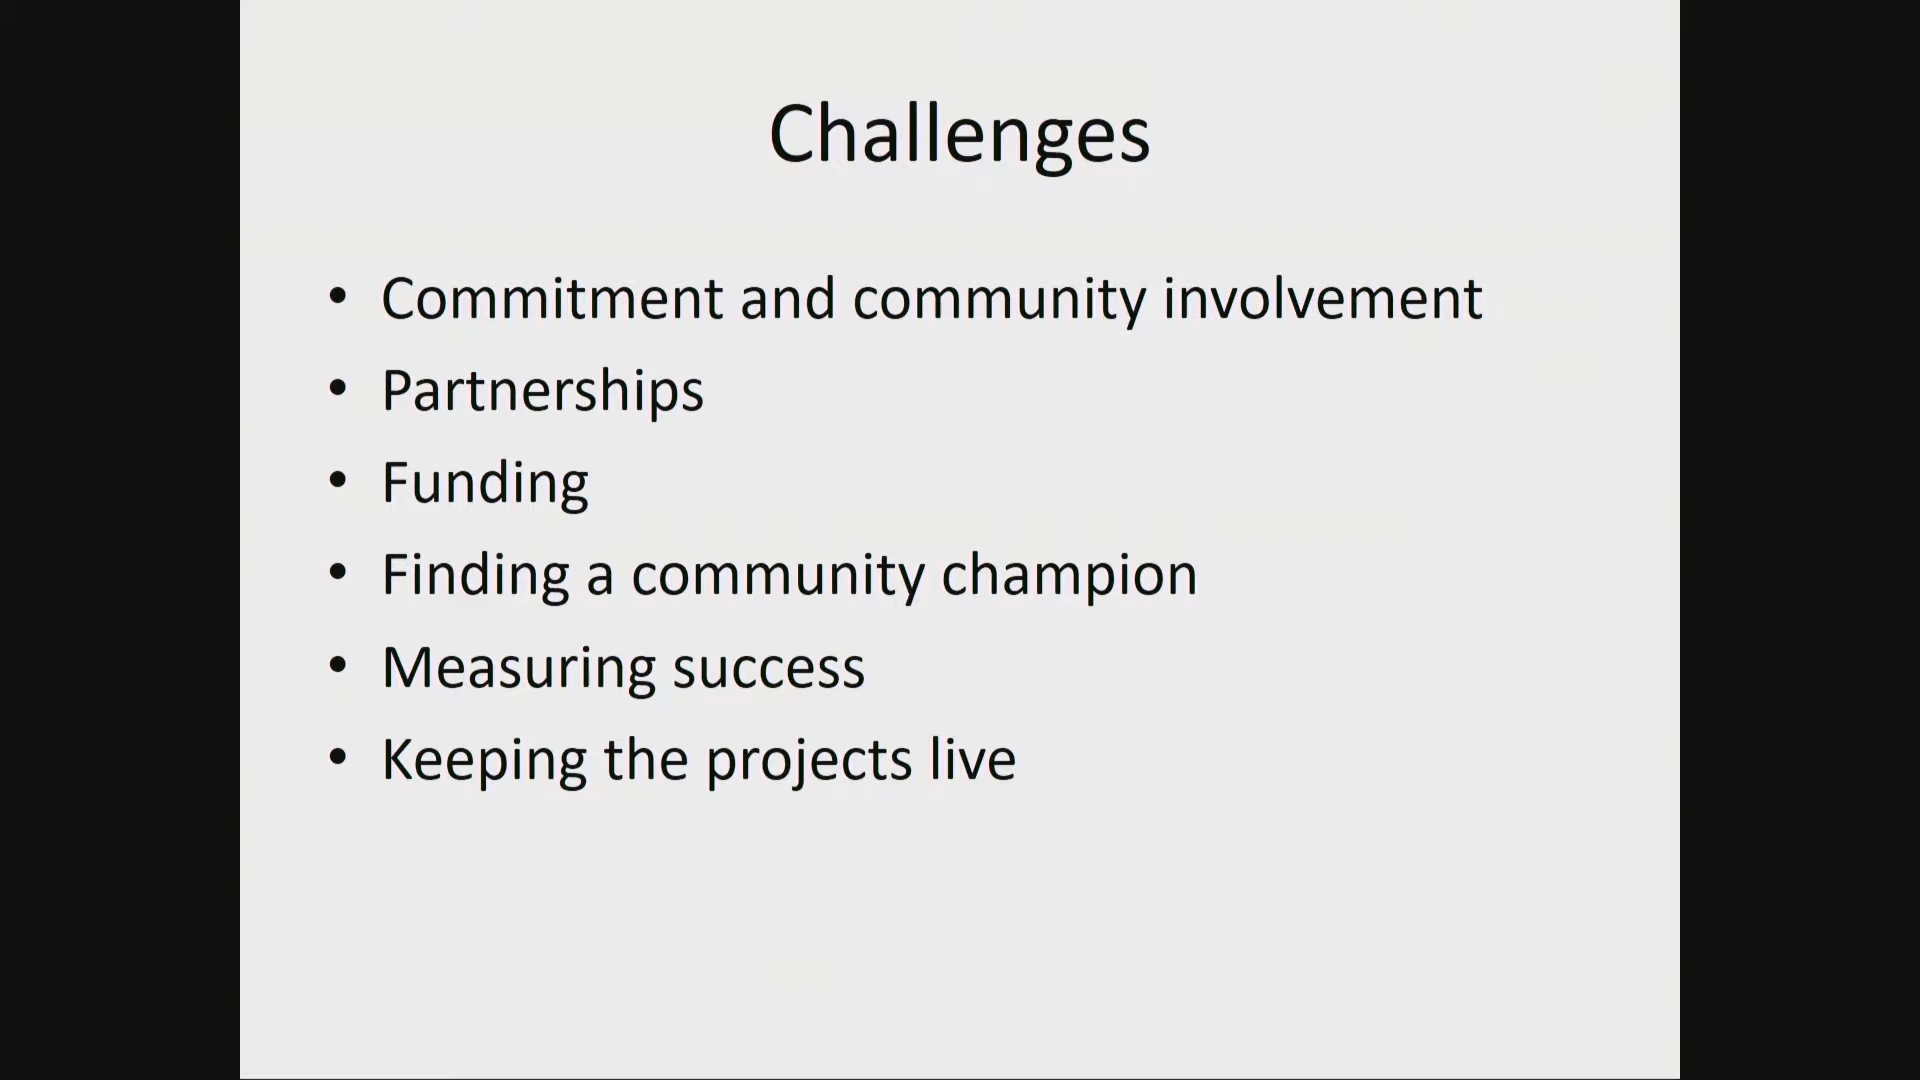 Challenges
• Commitment and community involvement
• Partnerships
• Funding
• Finding a community champion
• Measuring success
• Keeping the projects live